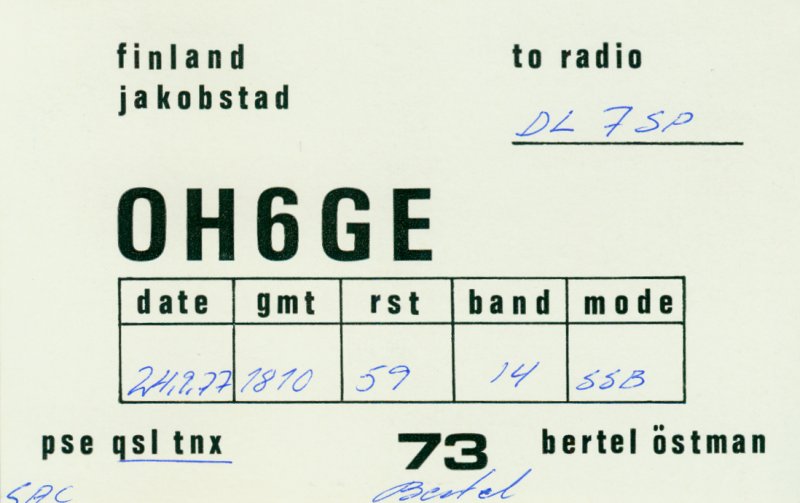 finland
jakobstad
to radio
DL 7SP
OH6GE
date gmt rst band mode
24.9.77 1810 59 14 SSB
pse qsl tnx
73
bertel östman
SAC
Bertel